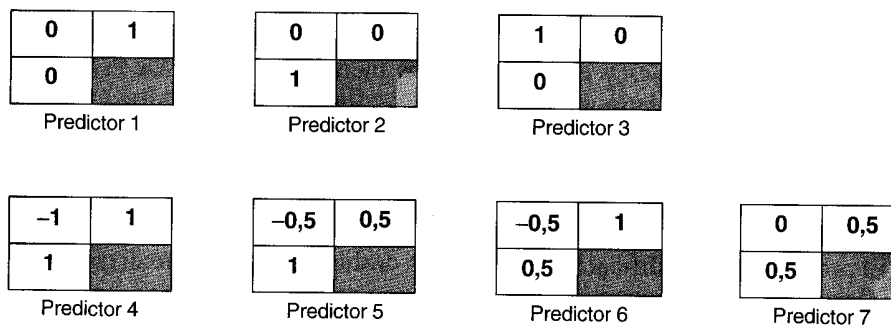 0 1 0 0 1 0
0 1 0
Predictor 1 Predictor 2 Predictor 3
−1 1 −0,5 0,5 −0,5 1 0 0,5
1 1 0,5 0,5
Predictor 4 Predictor 5 Predictor 6 Predictor 7